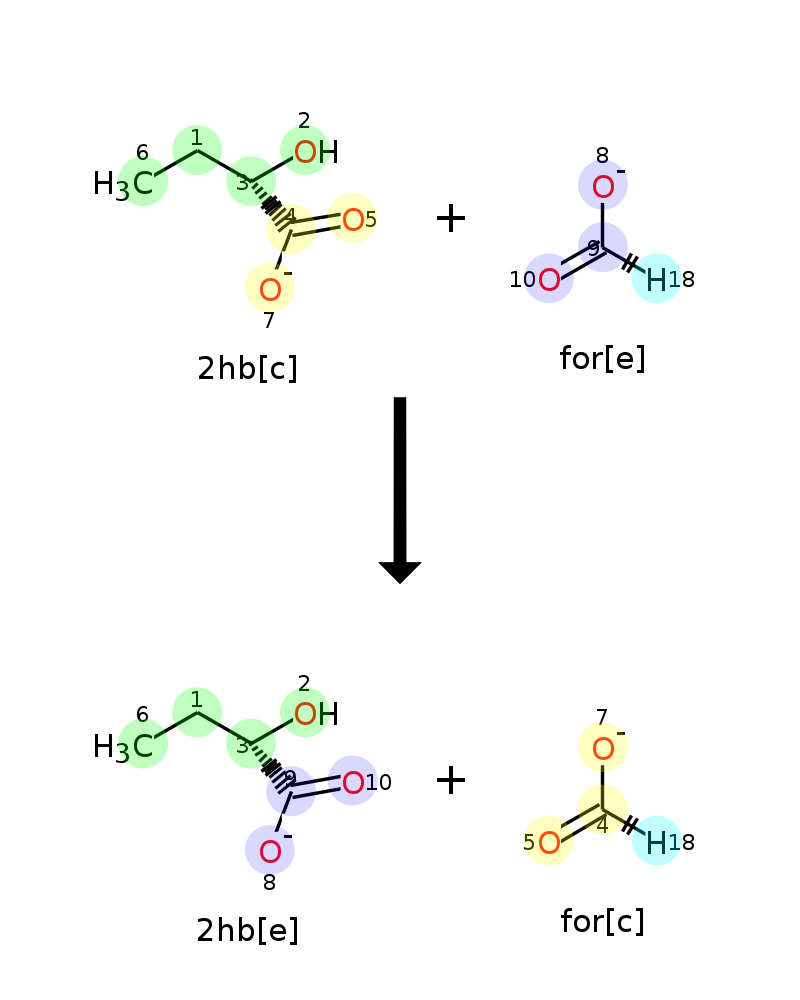 2
8
1
6
OH
O-
H3C
3
4
O5
+
9
O-
10O
H18
7
2hb[c]
for[e]
2
7
1
6
OH
O-
H3C
3
9
O10
+
4
O-
5O
H18
8
2hb[e]
for[c]